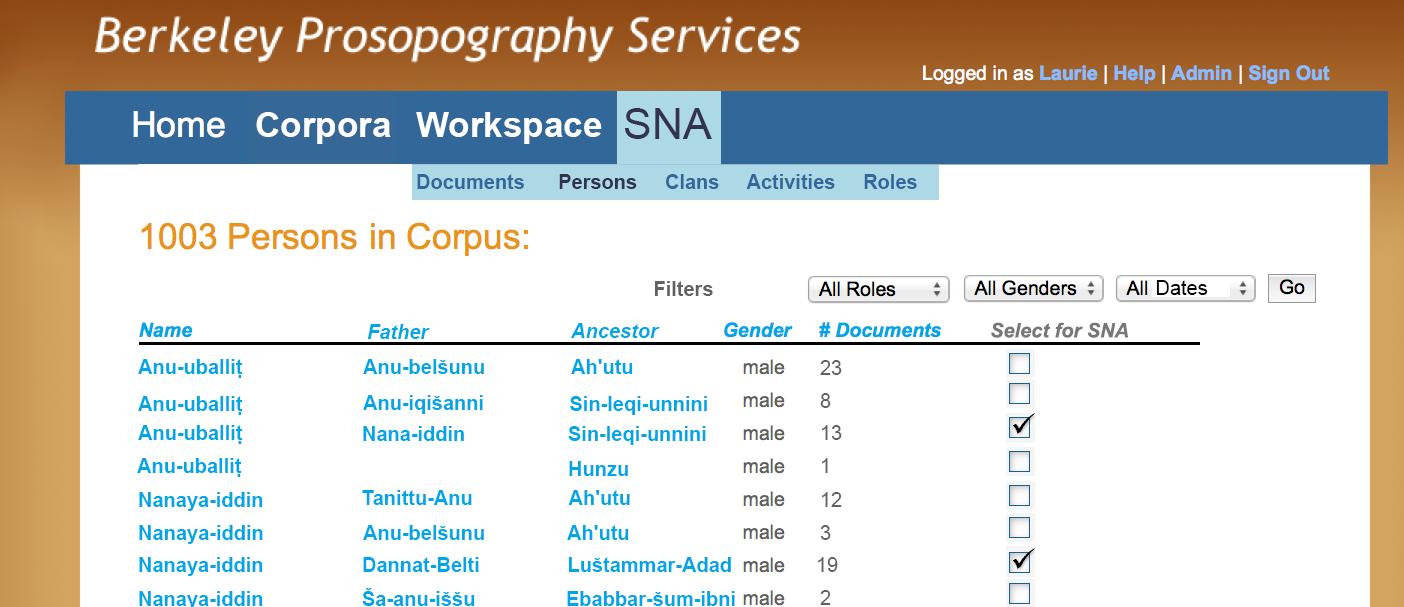 Berkeley Prosopography Services
Logged in as Laurie | Help | Admin | Sign Out
Home Corpora Workspace SNA
Documents Persons Clans Activities Roles
1003 Persons in Corpus:
Filters All Roles All Genders All Dates Go
Name Father Ancestor Gender # Documents Select for SNA
Anu-uballiṭ Anu-belšunu Ah'utu male 23
Anu-uballiṭ Anu-iqišanni Sin-leqi-unnini male 8
Anu-uballiṭ Nana-iddin Sin-leqi-unnini male 13
Anu-uballiṭ Hunzu male 1
Nanaya-iddin Tanittu-Anu Ah'utu male 12
Nanaya-iddin Anu-belšunu Ah'utu male 3
Nanaya-iddin Dannat-Belti Luštammar-Adad male 19
Nanaya-iddin Ša-anu-iššu Ebabbar-šum-ibni male 2